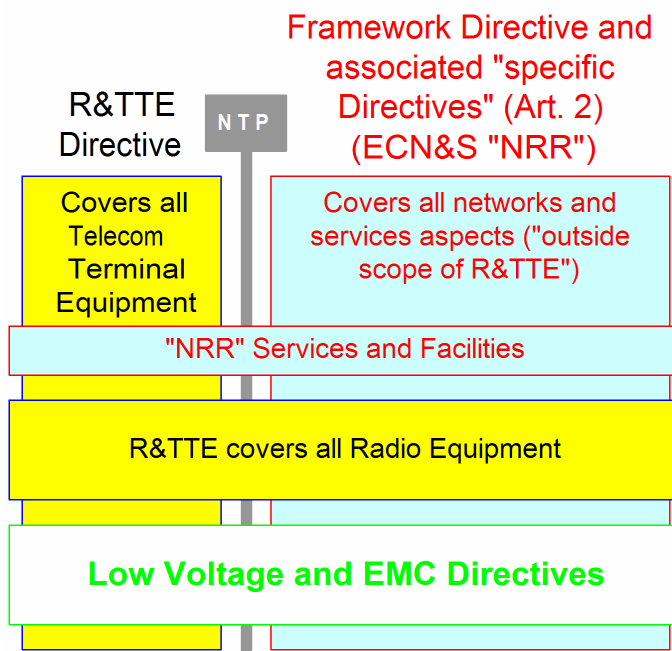 R&TTE
Directive
NTP
Framework Directive and
associated "specific
Directives" (Art. 2)
(ECN&S "NRR")
Covers all
Telecom
Terminal
Equipment
Covers all networks and
services aspects ("outside
scope of R&TTE")
"NRR" Services and Facilities
R&TTE covers all Radio Equipment
Low Voltage and EMC Directives